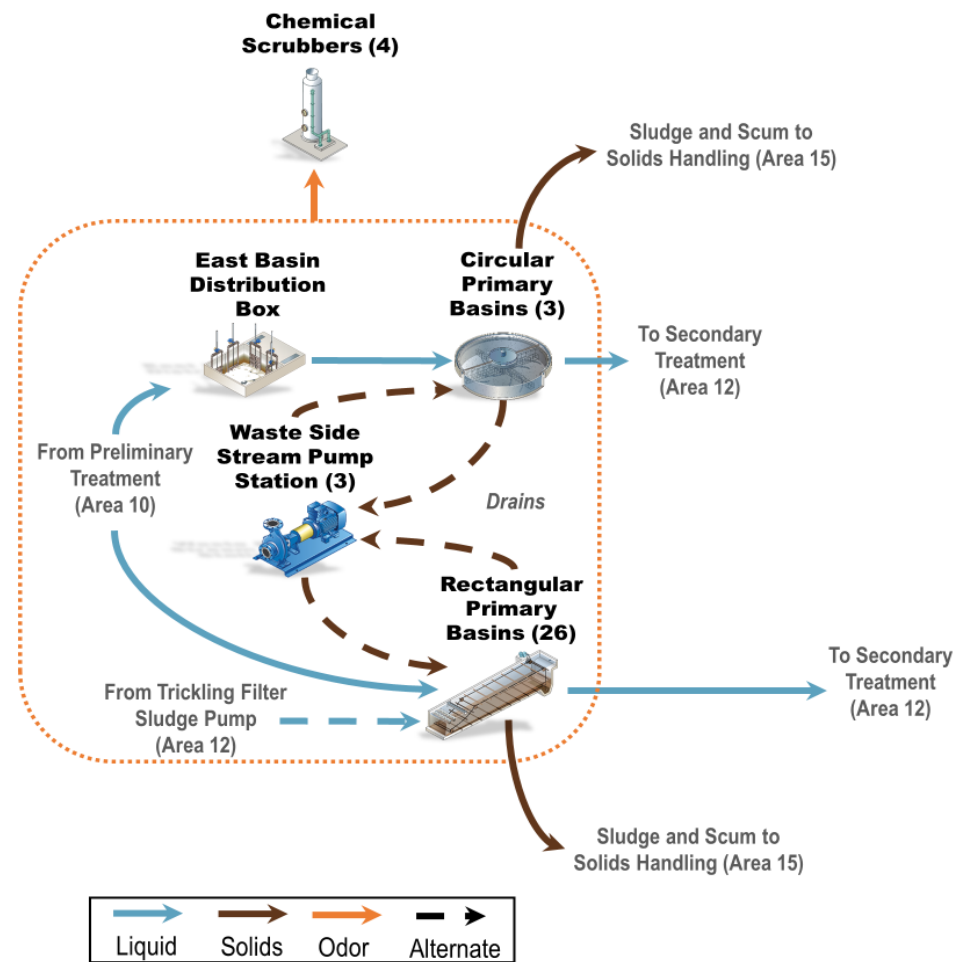 Chemical
Scrubbers (4)
Sludge and Scum to
Solids Handling (Area 15)
East Basin
Distribution
Box
Circular
Primary
Basins (3)
To Secondary
Treatment
(Area 12)
From Preliminary
Treatment
(Area 10)
Waste Side
Stream Pump
Station (3)
Drains
Rectangular
Primary
Basins (26)
To Secondary
Treatment
(Area 12)
From Trickling Filter
Sludge Pump
(Area 12)
Sludge and Scum to
Solids Handling (Area 15)
Liquid Solids Odor Alternate